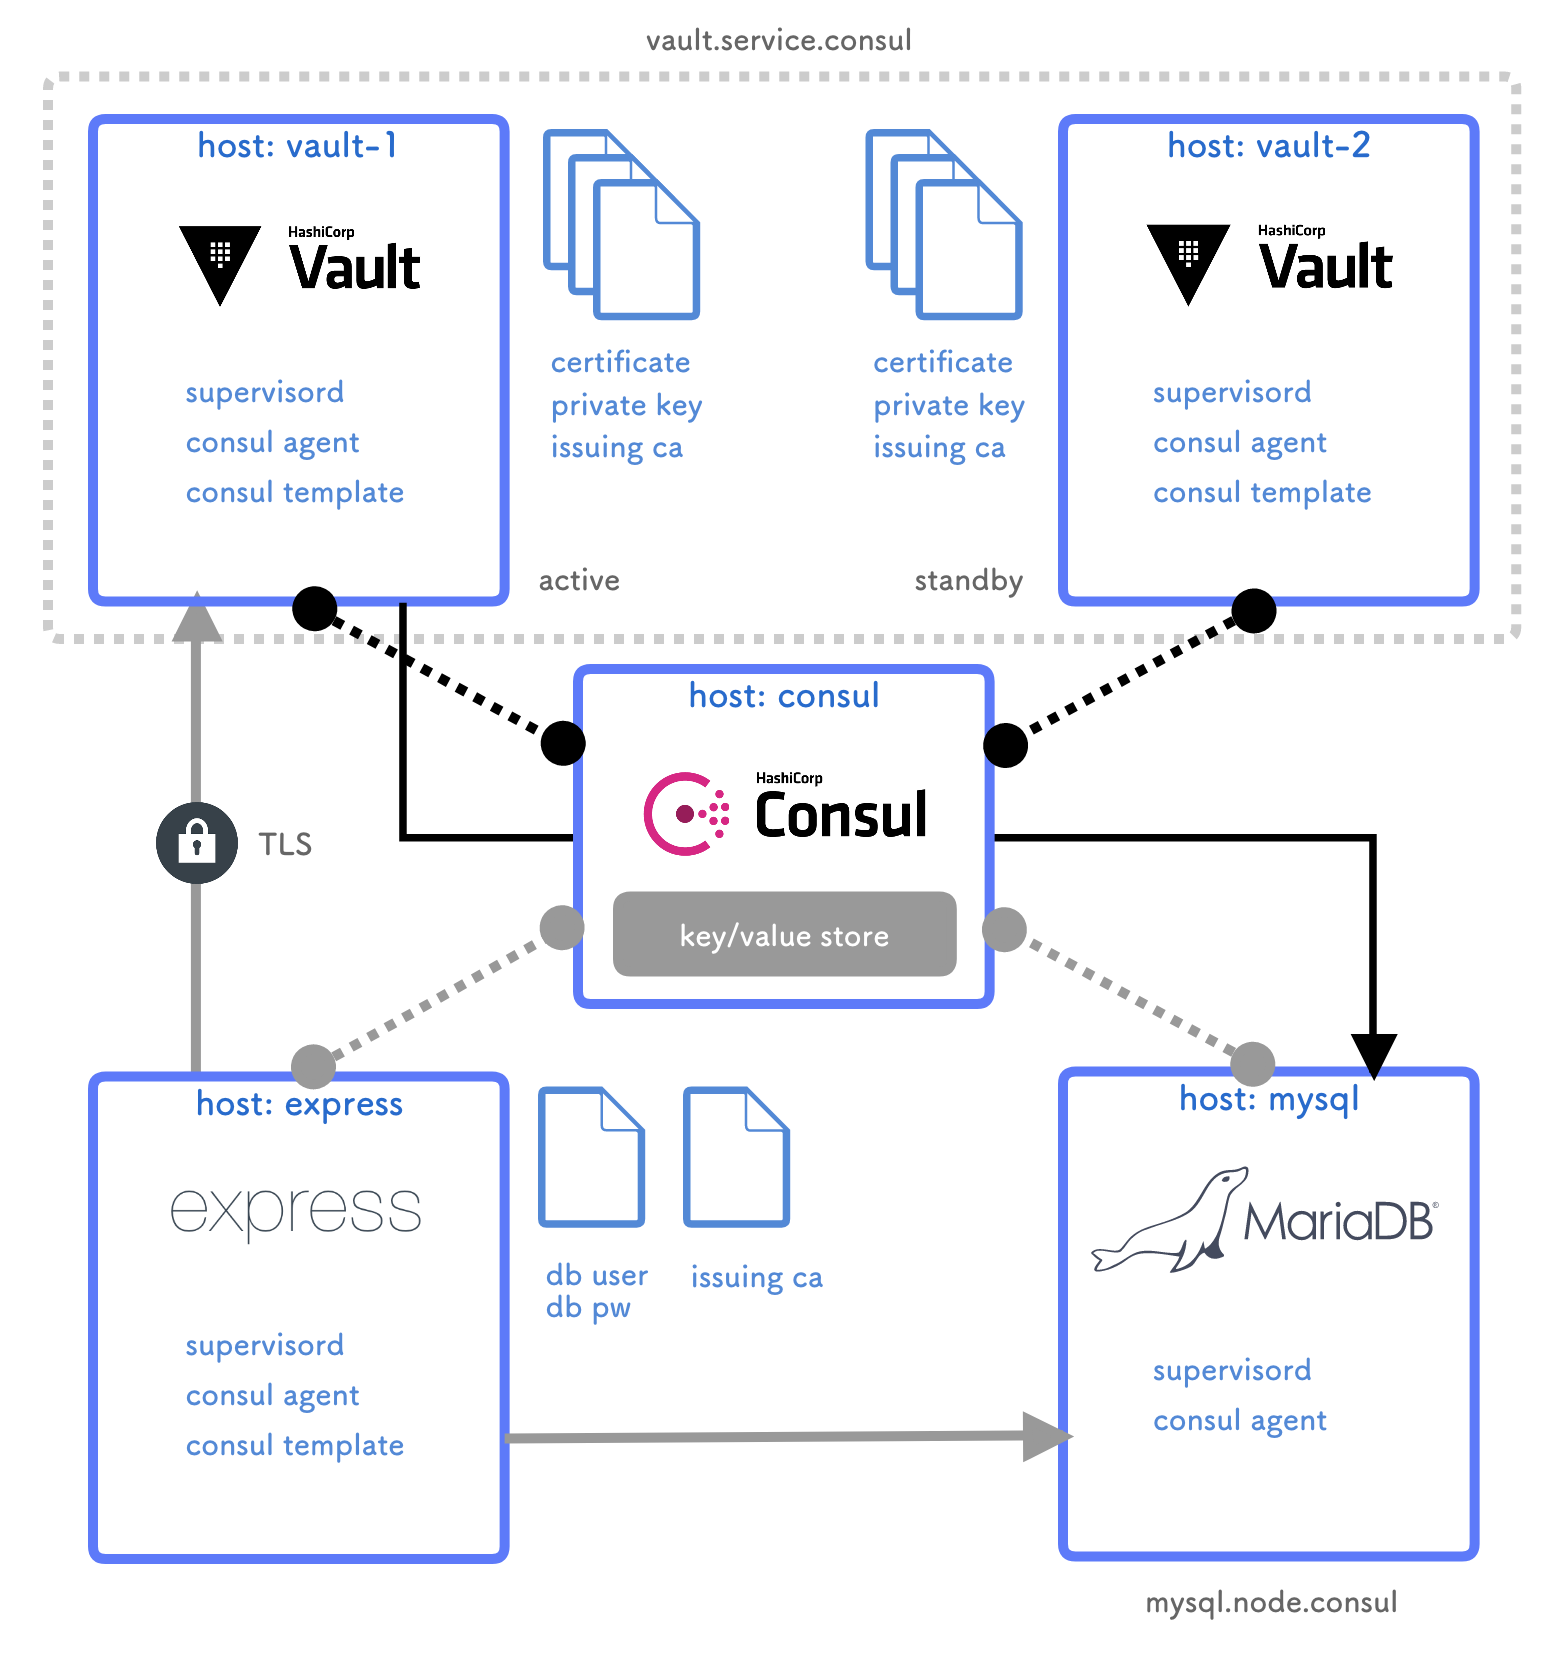 vault.service.consul
host: vault-1
HashiCorp
Vault
supervisord
consul agent
consul template
certificate
private key
issuing ca
active
certificate
private key
issuing ca
standby
host: vault-2
HashiCorp
Vault
supervisord
consul agent
consul template
host: consul
HashiCorp
Consul
key/value store
TLS
host: express
express
supervisord
consul agent
consul template
db user
db pw
issuing ca
host: mysql
MariaDB®
supervisord
consul agent
mysql.node.consul